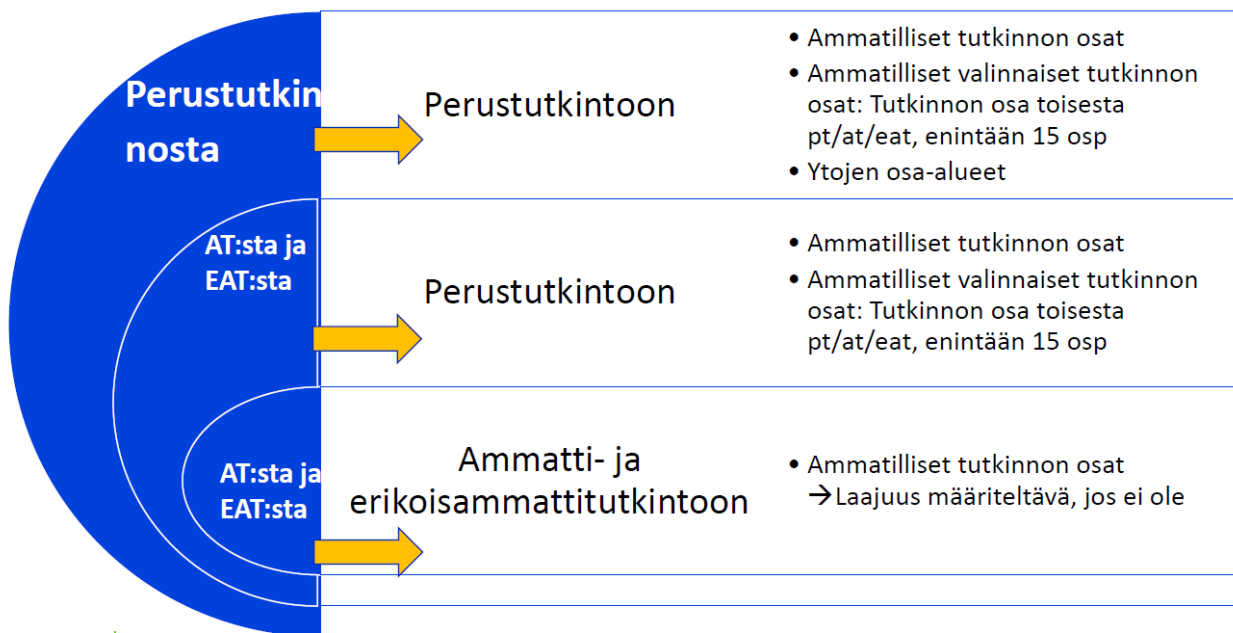 Perustutkin
nosta
Perustutkintoon
• Ammatilliset tutkinnon osat
• Ammatilliset valinnaiset tutkinnon
osat: Tutkinnon osa toisesta
pt/at/eat, enintään 15 osp
• Ytojen osa-alueet
AT:sta ja
EAT:sta
Perustutkintoon
• Ammatilliset tutkinnon osat
• Ammatilliset valinnaiset tutkinnon
osat: Tutkinnon osa toisesta
pt/at/eat, enintään 15 osp
AT:sta ja
EAT:sta
Ammatti- ja
erikoisammattitutkintoon
• Ammatilliset tutkinnon osat
→Laajuus määriteltävä, jos ei ole